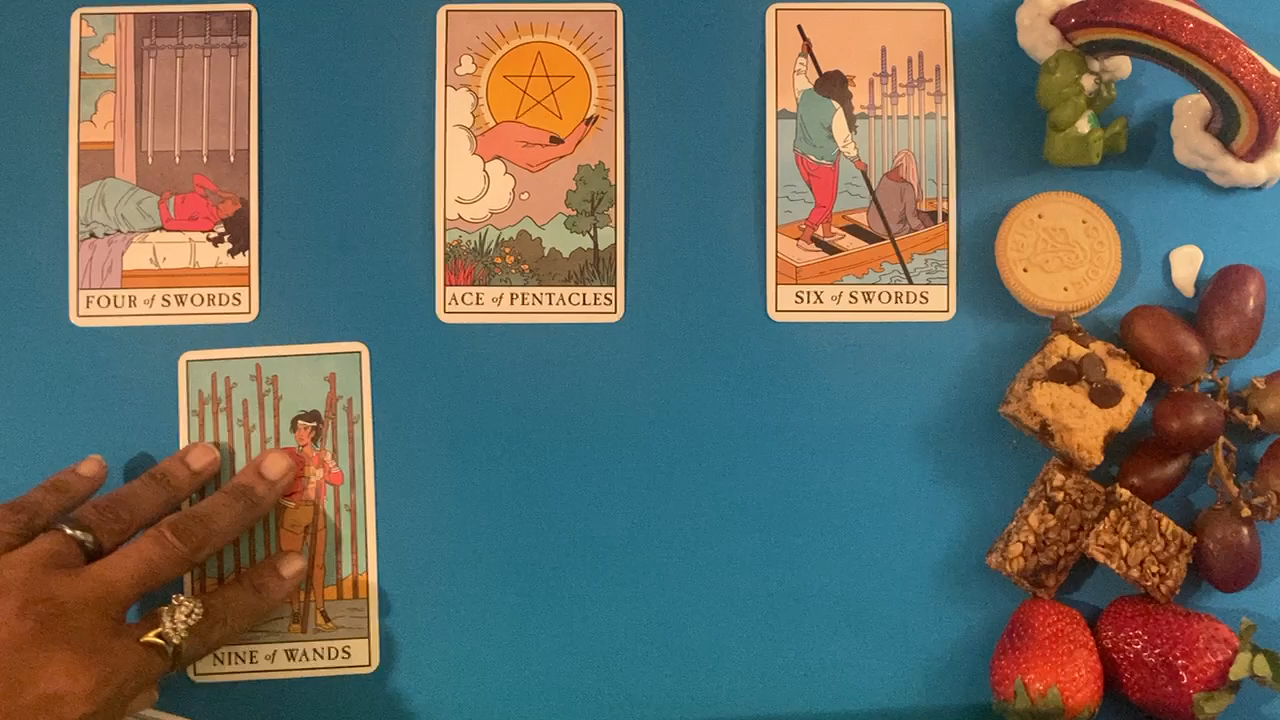 FOUR of SWORDS
ACE of PENTACLES
SIX of SWORDS
NINE of WANDS